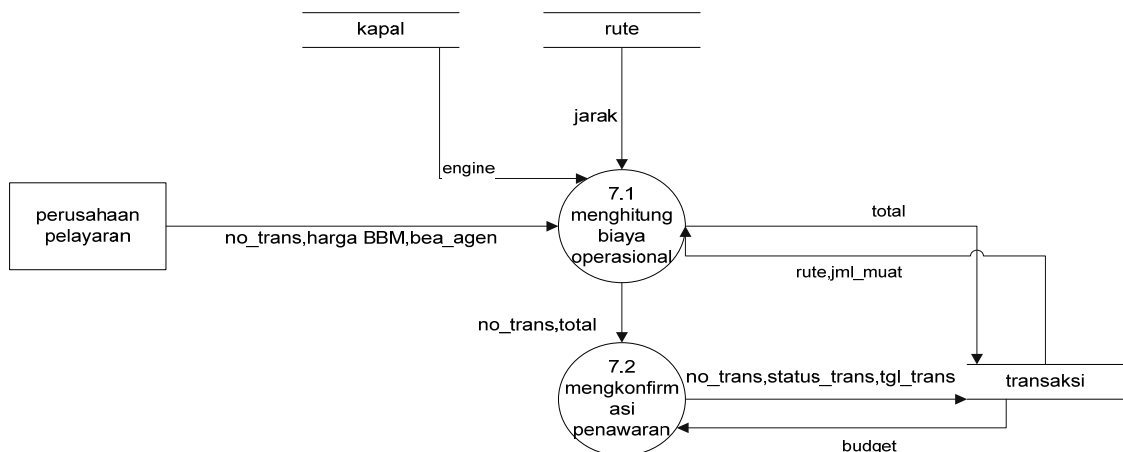 kapal
rute
jarak
engine
7.1
menghitung
biaya
operasional
perusahaan
pelayaran
no_trans,harga BBM,bea_agen
total
rute,jml_muat
no_trans,total
7.2
mengkonfirm
asi
penawaran
no_trans,status_trans,tgl_trans
transaksi
budget